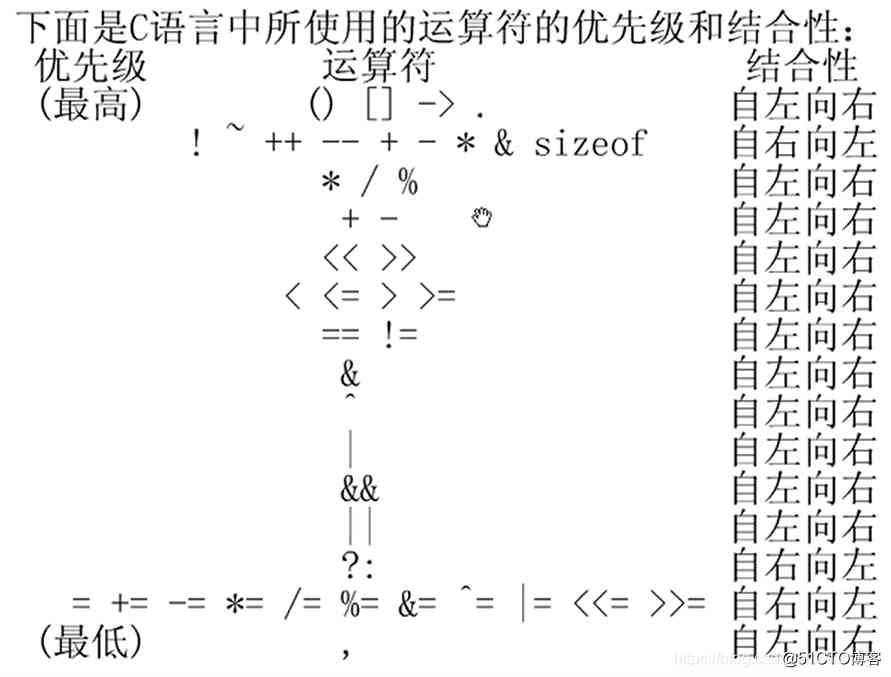 下面是C语言中所使用的运算符的优先级和结合性:
优先级 运算符 结合性
(最高) () [] -> . 自左向右
! ~ ++ -- + - * & sizeof 自右向左
* / % 自左向右
+ - 自左向右
<< >> 自左向右
< <= > >= 自左向右
== != 自左向右
& 自左向右
^ 自左向右
| 自左向右
&& 自左向右
|| 自左向右
?: 自右向左
= += -= *= /= %= &= ^= |= <<= >>= 自右向左
(最低) , 自左向右
@51CTO博客